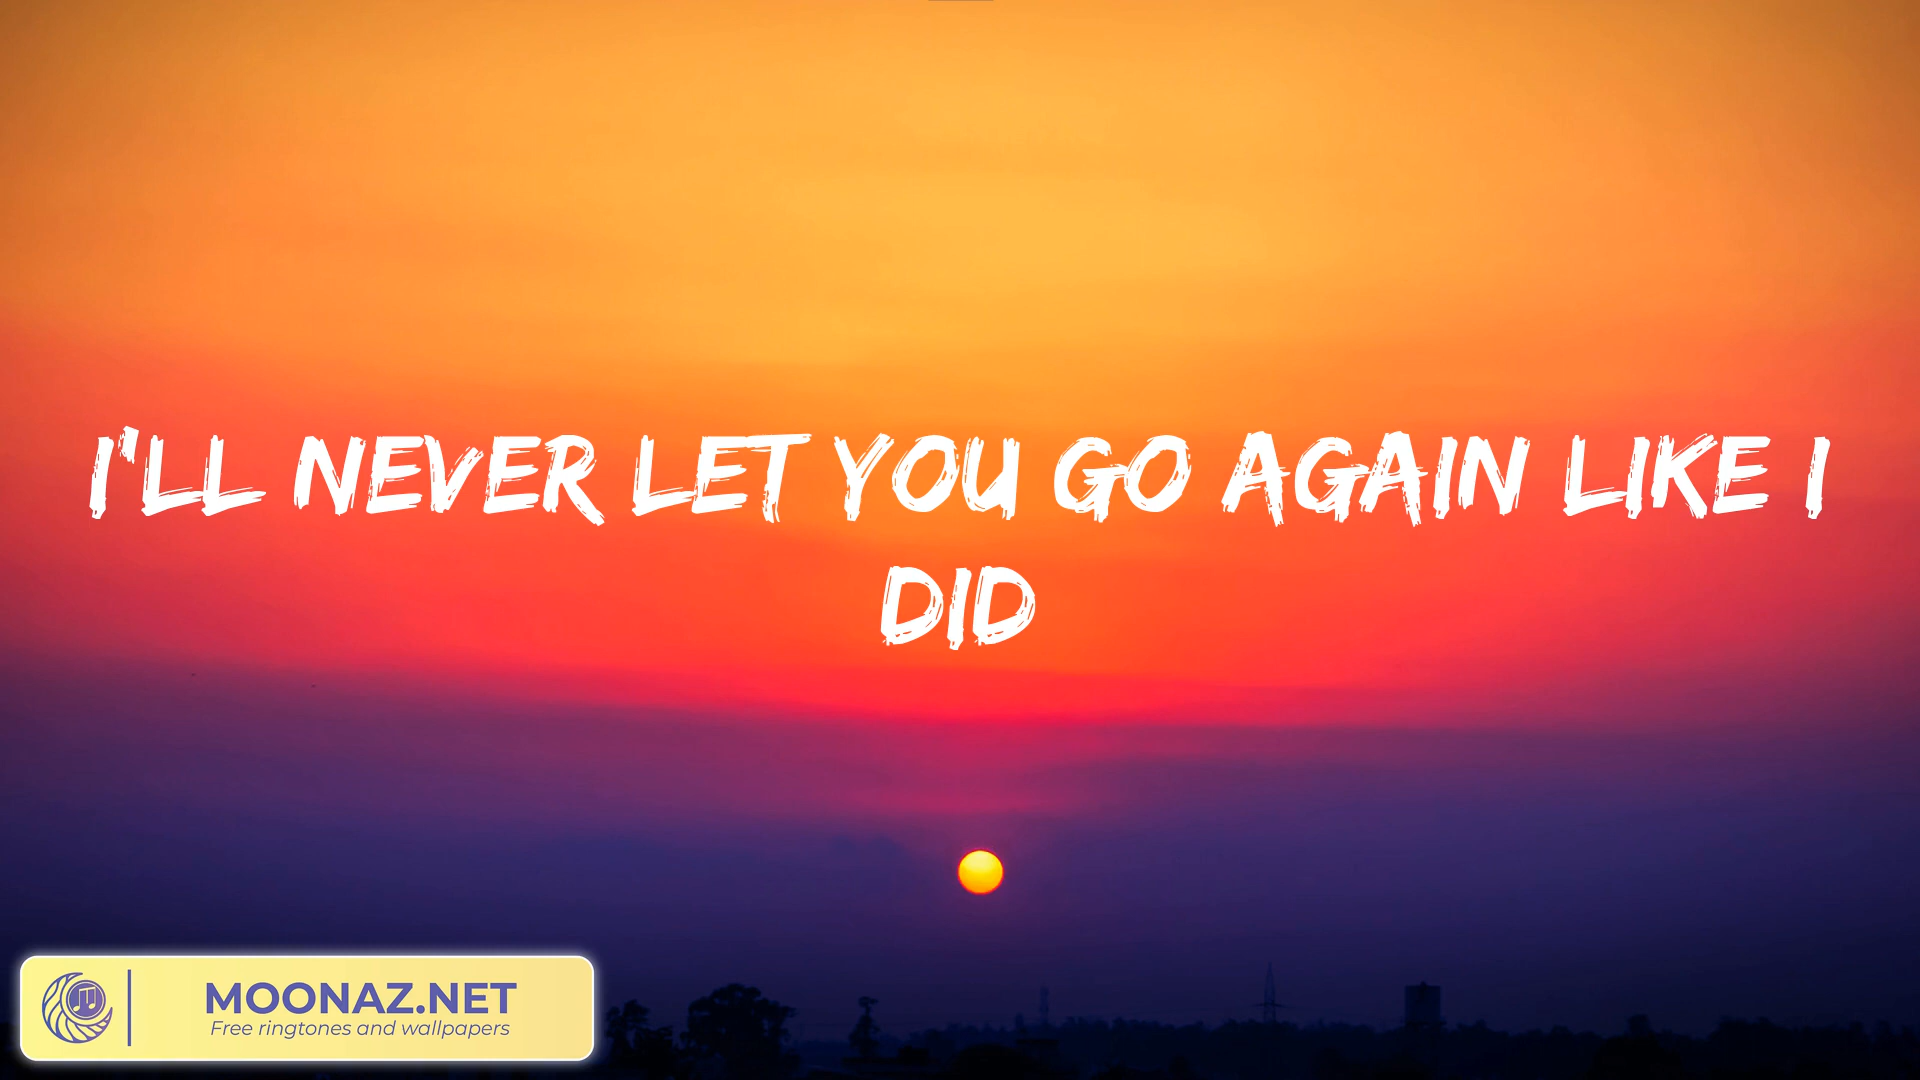 I'LL NEVER LET YOU GO AGAIN LIKE I
DID
MOONAZ.NET
Free ringtones and wallpapers